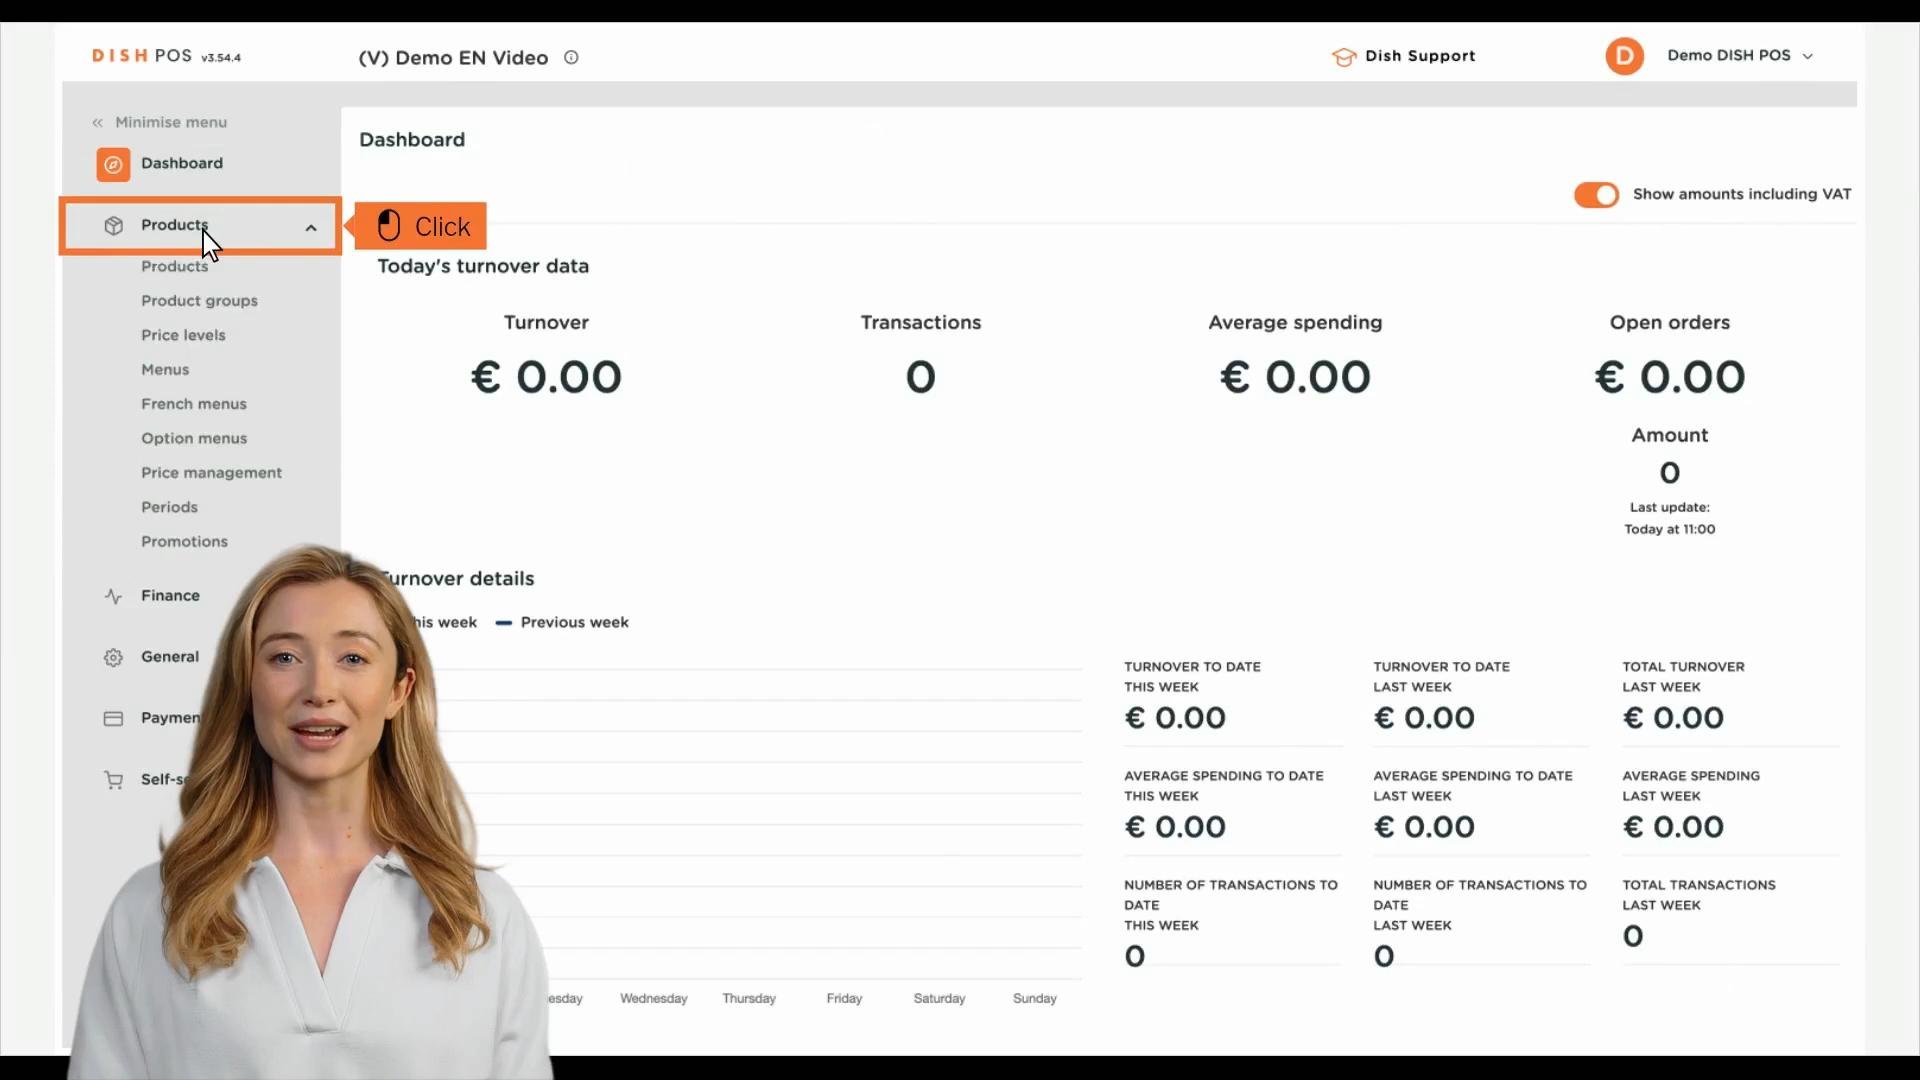 DISH POS v3.54.4
(V) Demo EN Video
Dish Support
D
Demo DISH POS
Minimise menu
Dashboard
Products
Click
Products
Product groups
Price levels
Menus
French menus
Option menus
Price management
Periods
Promotions
Finance
General
Dashboard
Show amounts including VAT
Today's turnover data
Turnover
€ 0.00
Transactions
0
Average spending
€ 0.00
Open orders
€ 0.00
Amount
0
Last update:
Today at 11:00
Turnover details
this week
Previous week
TURNOVER TO DATE
THIS WEEK
€ 0.00
TURNOVER TO DATE
LAST WEEK
€ 0.00
TOTAL TURNOVER
LAST WEEK
€ 0.00
AVERAGE SPENDING TO DATE
THIS WEEK
€ 0.00
AVERAGE SPENDING TO DATE
LAST WEEK
€ 0.00
AVERAGE SPENDING
LAST WEEK
€ 0.00
NUMBER OF TRANSACTIONS TO
DATE
THIS WEEK
0
NUMBER OF TRANSACTIONS TO
DATE
LAST WEEK
0
TOTAL TRANSACTIONS
LAST WEEK
0
Wednesday
Thursday
Friday
Saturday
Sunday